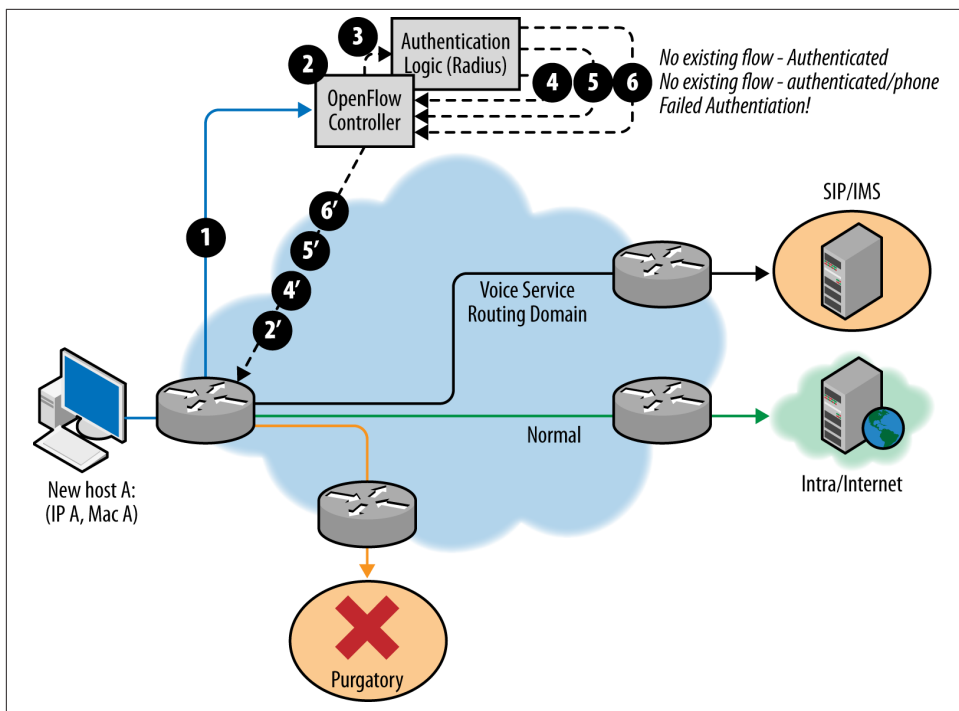 3
Authentication
Logic (Radius)
2
OpenFlow
Controller
4
5
6
No existing flow - Authenticated
No existing flow - authenticated/phone
Failed Authentiation!
1
6’
5’
4’
2’
SIP/IMS
Voice Service
Routing Domain
Normal
New host A:
(IP A, Mac A)
Intra/Internet
Purgatory